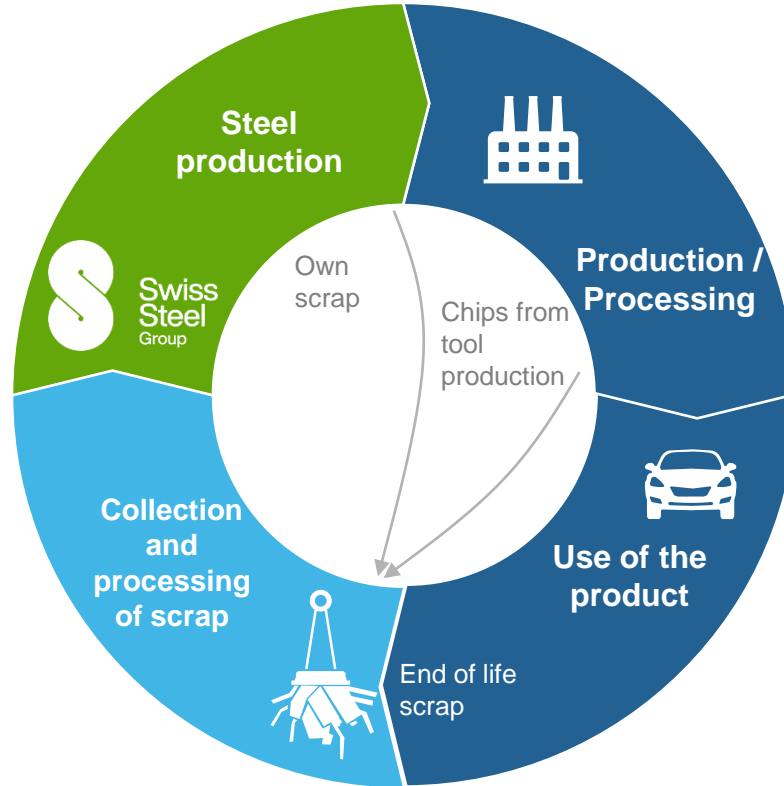 Steel
production
Swiss
Steel
Group
Own
scrap
Chips from
tool
production
Production /
Processing
Use of the
product
End of life
scrap
Collection
and
processing
of scrap